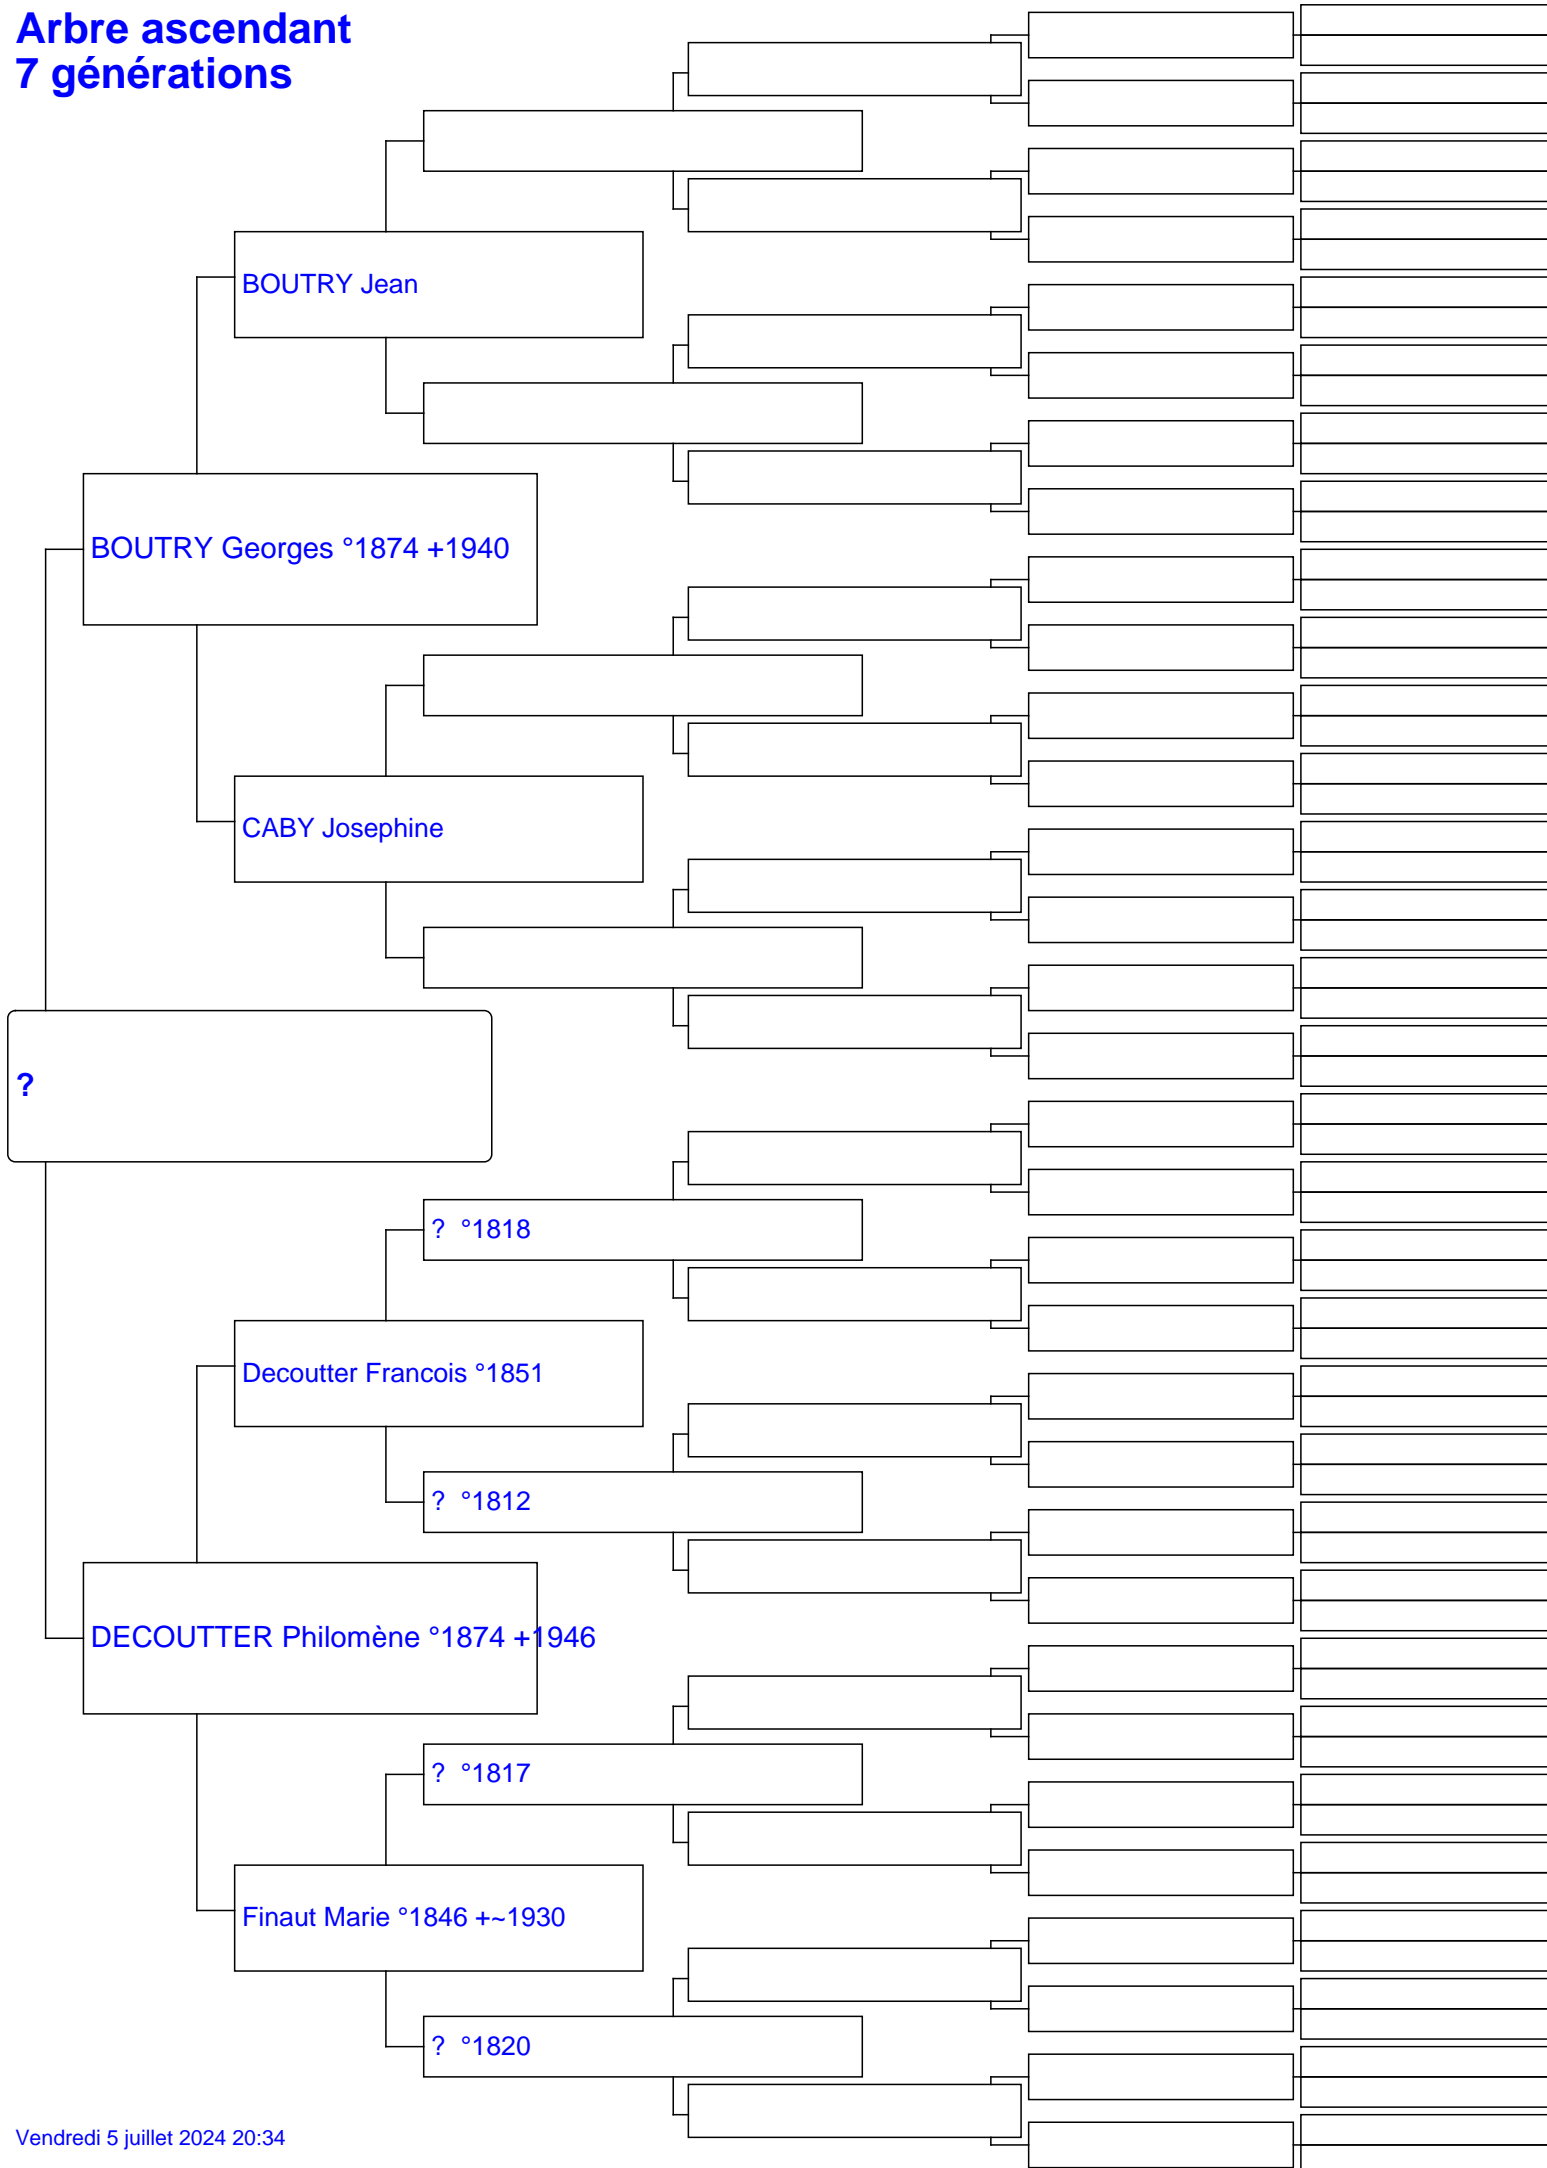 Arbre ascendant
7 générations
BOUTRY Jean
BOUTRY Georges °1874 +1940
CABY Josephine
?
? °1818
Decoutter Francois °1851
? °1812
DECOUTTER Philomène °1874 +1946
? °1817
Finaut Marie °1846 +~1930
? °1820
Vendredi 5 juillet 2024 20:34